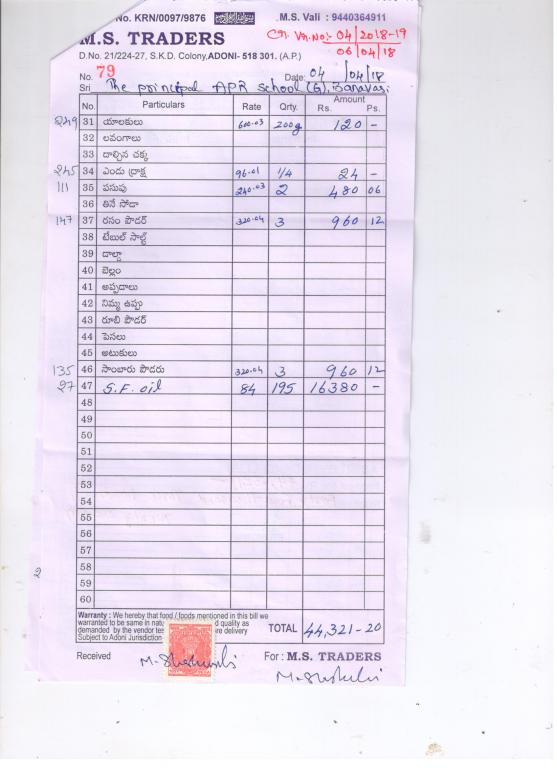 No. KRN/0097/9876 M.S. Vali : 9440364911
M.S. TRADERS
Cr. Vr.No:- 04/2018-19
06/04/18
D.No. 21/224-27, S.K.D. Colony, ADONI- 518 301. (A.P.)
No. 79 Date: 04/04/18
Sri The principal APR school (G), Banavasi
No. Particulars Rate Qrty. Amount Rs. Ps.
249 31 యాలకులు 600.03 200g 120 -
32 లవంగాలు
33 దాల్చిన చక్క
245 34 ఎండు ద్రాక్ష 96.01 1/4 24 -
111 35 పసుపు 240.03 2 480 06
36 తినే సోడా
147 37 రసం పౌడర్ 320.04 3 960 12
38 టేబుల్ సాల్ట్
39 డాల్డా
40 బెల్లం
41 అప్పడాలు
42 నిమ్మ ఉప్పు
43 రూబి పౌడర్
44 పెసలు
45 అటుకులు
135 46 సాంబారు పౌడరు 320.04 3 960 12
27 47 S.F. oil 84 195 16380 -
48
49
50
51
52
53
54
55
56
57
58
2 59
60
Warranty : We hereby that food / foods mentioned in this bill we
warranted to be same in natu d quality as
demanded by the vendor tes ore delivery
Subject to Adoni Jurisdiction
TOTAL 44,321-20
Received For : M.S. TRADERS